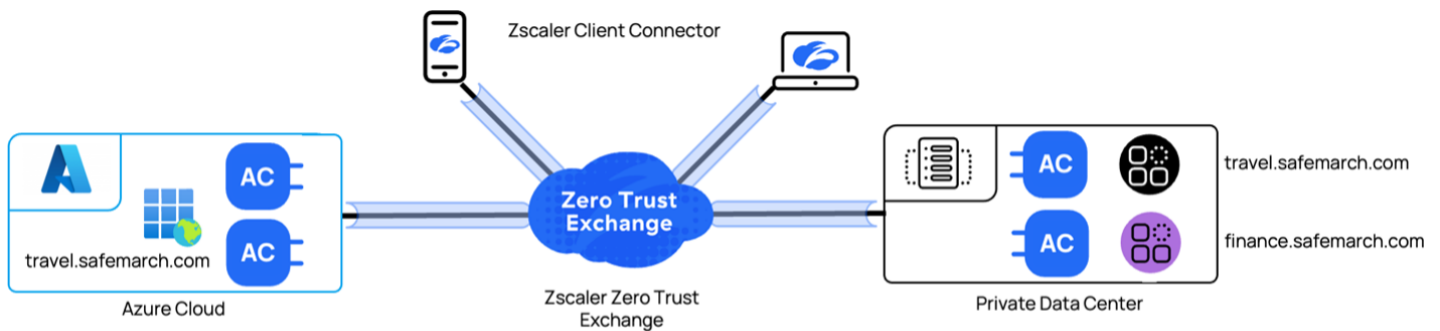 Zscaler Client Connector
AC
travel.safemarch.com
AC
Azure Cloud
Zero Trust
Exchange
Zscaler Zero Trust
Exchange
AC
travel.safemarch.com
AC
finance.safemarch.com
Private Data Center